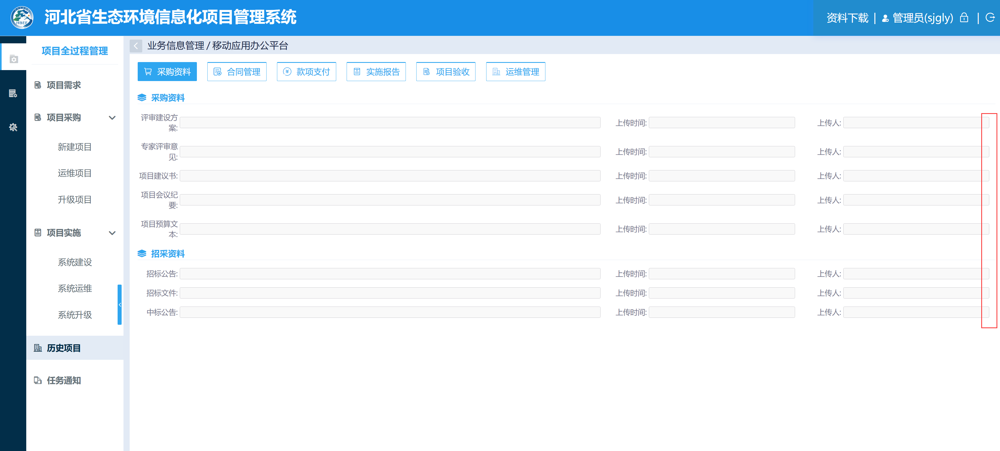 HBEE
河北省生态环境信息化项目管理系统
资料下载 | 管理员(sjgly) |
项目全过程管理
项目需求
项目采购
新建项目
运维项目
升级项目
项目实施
系统建设
系统运维
系统升级
历史项目
任务通知
业务信息管理 / 移动应用办公平台
采购资料 合同管理 款项支付 实施报告 项目验收 运维管理
采购资料
评审建设方
案: 上传时间: 上传人:
专家评审意
见: 上传时间: 上传人:
项目建议书: 上传时间: 上传人:
项目会议纪
要: 上传时间: 上传人:
项目预算文
本: 上传时间: 上传人:
招采资料
招标公告: 上传时间: 上传人:
招标文件: 上传时间: 上传人:
中标公告: 上传时间: 上传人: